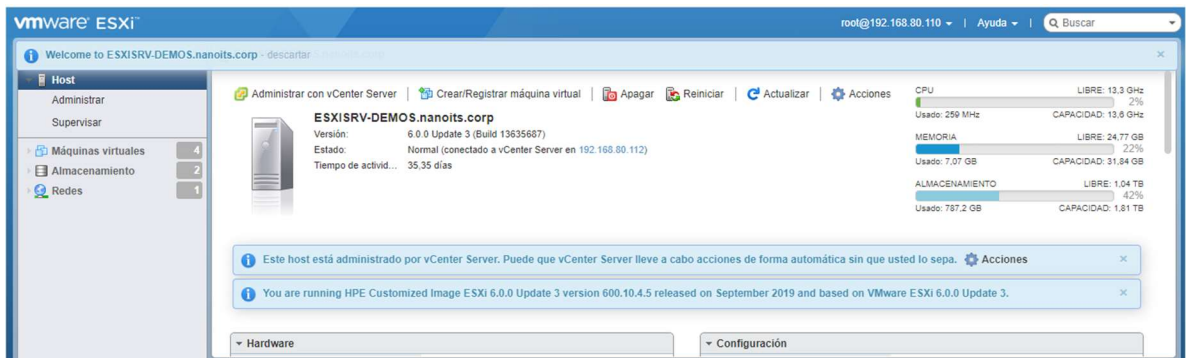 vmware ESXi™
root@192.168.80.110 | Ayuda | Buscar
Welcome to ESXISRV-DEMOS.nanoits.corp - descartar
Host
Administrar
Supervisar
Máquinas virtuales 4
Almacenamiento 2
Redes 1
Administrar con vCenter Server | Crear/Registrar máquina virtual | Apagar Reiniciar | Actualizar | Acciones
ESXISRV-DEMOS.nanoits.corp
Versión: 6.0.0 Update 3 (Build 13635687)
Estado: Normal (conectado a vCenter Server en 192.168.80.112)
Tiempo de activid... 35,35 días
CPU LIBRE: 13,3 GHz
2%
Usado: 259 MHz CAPACIDAD: 13,6 GHz
MEMORIA LIBRE: 24,77 GB
22%
Usado: 7,07 GB CAPACIDAD: 31,84 GB
ALMACENAMIENTO LIBRE: 1,04 TB
42%
Usado: 787,2 GB CAPACIDAD: 1,81 TB
Este host está administrado por vCenter Server. Puede que vCenter Server lleve a cabo acciones de forma automática sin que usted lo sepa. Acciones
You are running HPE Customized Image ESXi 6.0.0 Update 3 version 600.10.4.5 released on September 2019 and based on VMware ESXi 6.0.0 Update 3.
Hardware
Configuración